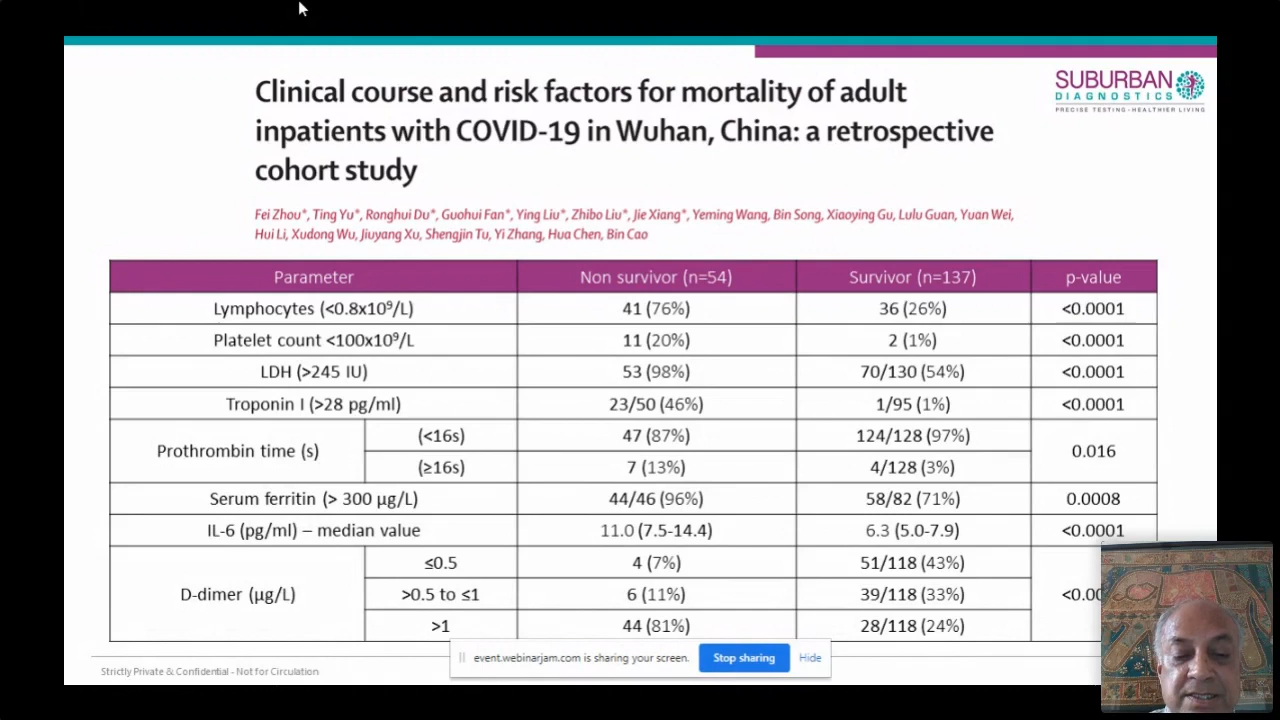 SUBURBAN
DIAGNOSTICS
PRECISE TESTING-HEALTHIER LIVING
Clinical course and risk factors for mortality of adult
inpatients with COVID-19 in Wuhan, China: a retrospective
cohort study
Fei Zhou*, Ting Yu*, Ronghui Du*, Guohui Fan*, Ying Liu*, Zhibo Liu*, Jie Xiang*, Yeming Wang, Bin Song, Xiaoying Gu, Lulu Guan, Yuan Wei,
Hui Li, Xudong Wu, Jiuyang Xu, Shengjin Tu, Yi Zhang, Hua Chen, Bin Cao
Parameter Non survivor (n=54) Survivor (n=137) p-value
Lymphocytes (<0.8x10⁹/L) 41 (76%) 36 (26%) <0.0001
Platelet count <100x10⁹/L 11 (20%) 2 (1%) <0.0001
LDH (>245 IU) 53 (98%) 70/130 (54%) <0.0001
Troponin I (>28 pg/ml) 23/50 (46%) 1/95 (1%) <0.0001
Prothrombin time (s) (<16s) 47 (87%) 124/128 (97%) 0.016
(≥16s) 7 (13%) 4/128 (3%)
Serum ferritin (> 300 µg/L) 44/46 (96%) 58/82 (71%) 0.0008
IL-6 (pg/ml) – median value 11.0 (7.5-14.4) 6.3 (5.0-7.9) <0.0001
D-dimer (µg/L) ≤0.5 4 (7%) 51/118 (43%)
>0.5 to ≤1 6 (11%) 39/118 (33%)
>1 44 (81%) 28/118 (24%)
event.webinarjam.com is sharing your screen. Stop sharing Hide
Strictly Private & Confidential - Not for Circulation